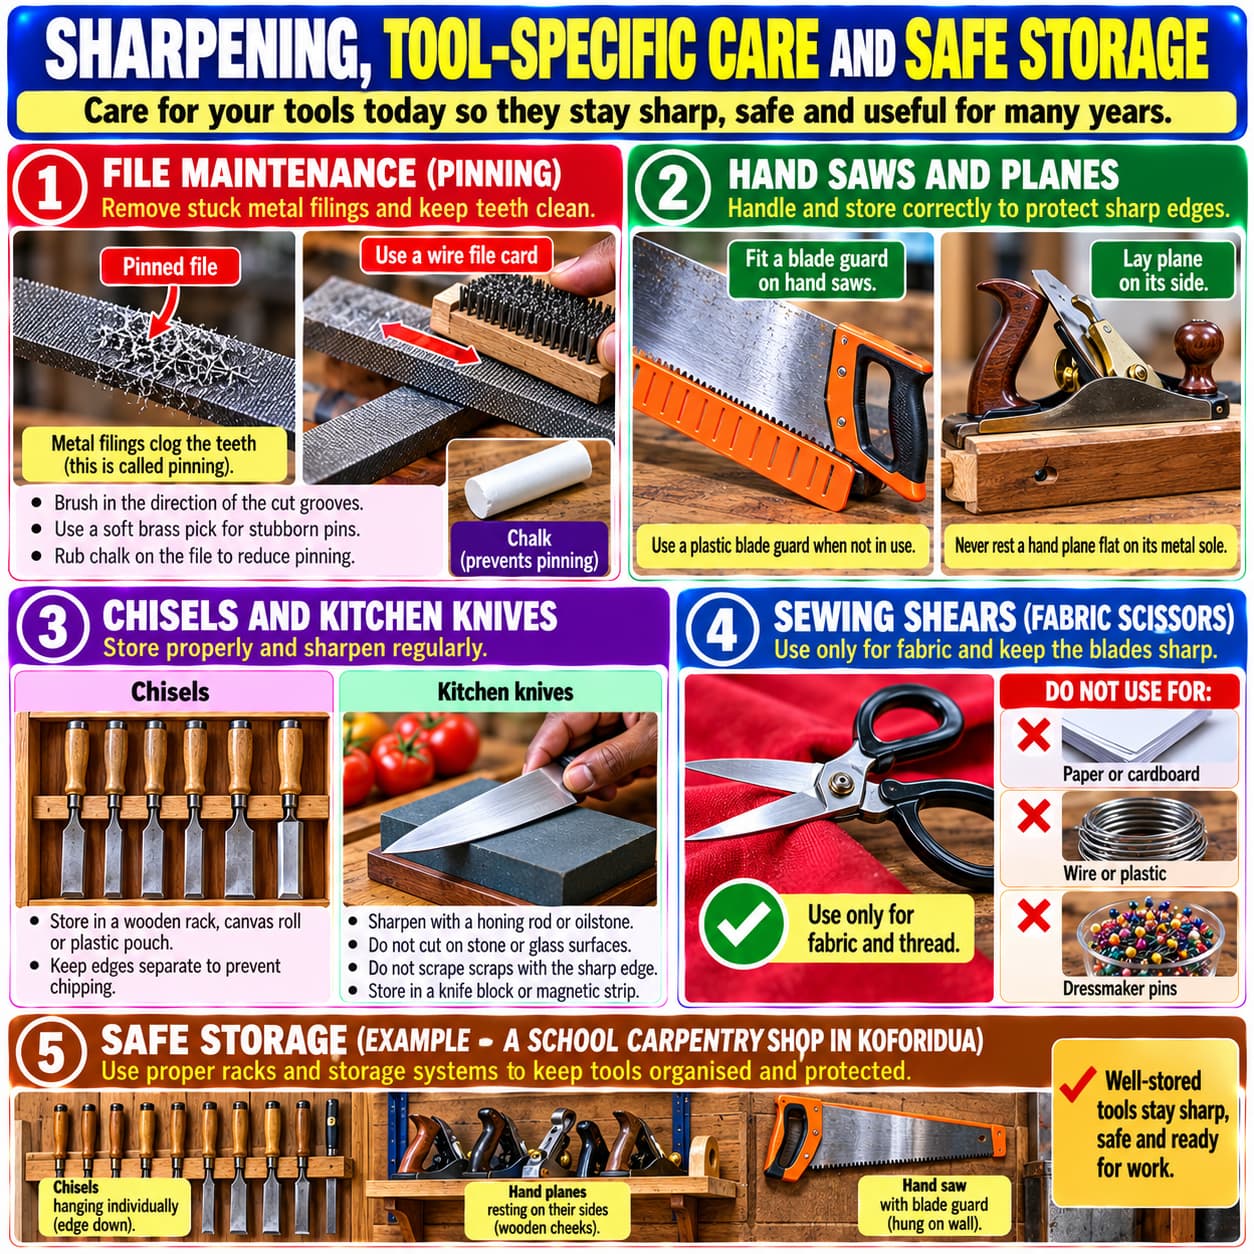 SHARPENING, TOOL-SPECIFIC CARE AND SAFE STORAGE
Care for your tools today so they stay sharp, safe and useful for many years.
1
FILE MAINTENANCE (PINNING)
Remove stuck metal filings and keep teeth clean.
Pinned file
Use a wire file card
Metal filings clog the teeth
(this is called pinning).
• Brush in the direction of the cut grooves.
• Use a soft brass pick for stubborn pins.
• Rub chalk on the file to reduce pinning.
Chalk
(prevents pinning)
2
HAND SAWS AND PLANES
Handle and store correctly to protect sharp edges.
Fit a blade guard
on hand saws.
Lay plane
on its side.
Use a plastic blade guard when not in use.
Never rest a hand plane flat on its metal sole.
3
CHISELS AND KITCHEN KNIVES
Store properly and sharpen regularly.
Chisels
• Store in a wooden rack, canvas roll
or plastic pouch.
• Keep edges separate to prevent
chipping.
Kitchen knives
• Sharpen with a honing rod or oilstone.
• Do not cut on stone or glass surfaces.
• Do not scrape scraps with the sharp edge.
• Store in a knife block or magnetic strip.
4
SEWING SHEARS (FABRIC SCISSORS)
Use only for fabric and keep the blades sharp.
Use only for
fabric and thread.
DO NOT USE FOR:
Paper or cardboard
Wire or plastic
Dressmaker pins
5
SAFE STORAGE (EXAMPLE - A SCHOOL CARPENTRY SHOP IN KOFORIDUA)
Use proper racks and storage systems to keep tools organised and protected.
Chisels
hanging individually
(edge down).
Hand planes
resting on their sides
(wooden cheeks).
Hand saw
with blade guard
(hung on wall).
Well-stored
tools stay sharp,
safe and ready
for work.